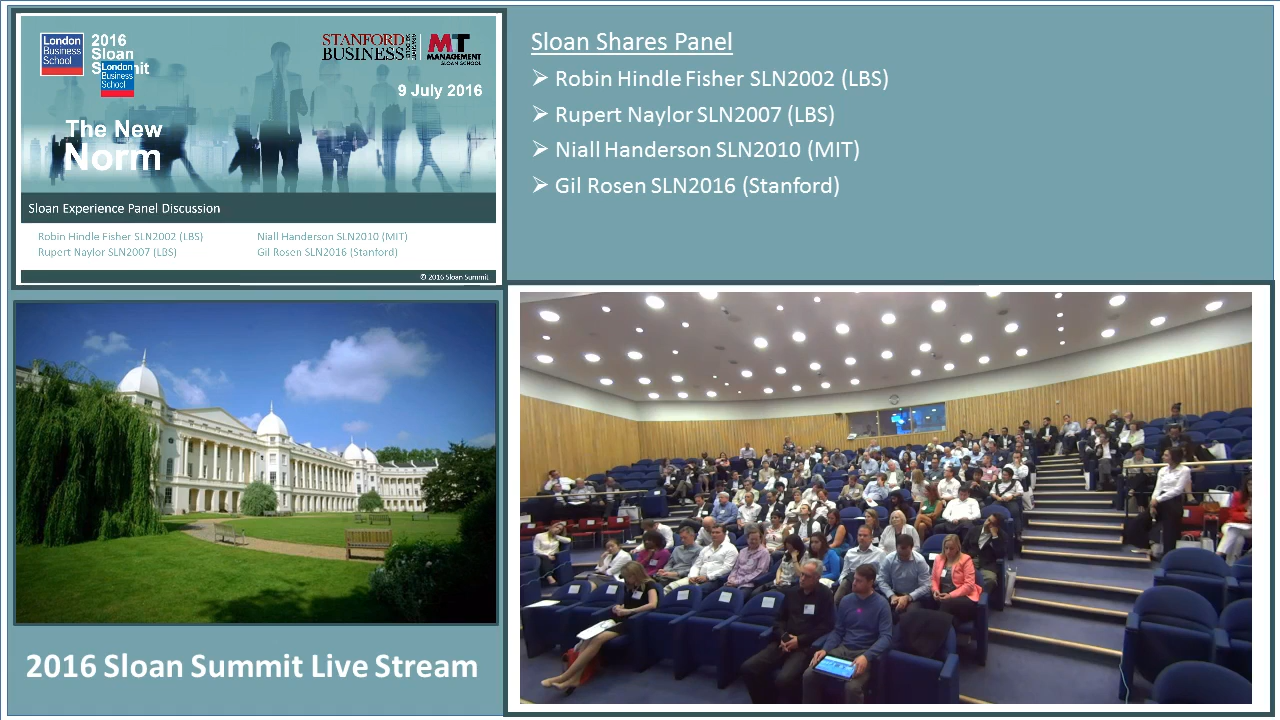 London
Business
School
2016
Sloan
Summit
London
Business
School
STANFORD
BUSINESS
MIT
MANAGEMENT
SLOAN SCHOOL
9 July 2016
The New
Norm
Sloan Experience Panel Discussion
Robin Hindle Fisher SLN2002 (LBS)
Niall Handerson SLN2010 (MIT)
Rupert Naylor SLN2007 (LBS)
Gil Rosen SLN2016 (Stanford)
© 2016 Sloan Summit
Sloan Shares Panel
Robin Hindle Fisher SLN2002 (LBS)
Rupert Naylor SLN2007 (LBS)
Niall Handerson SLN2010 (MIT)
Gil Rosen SLN2016 (Stanford)
2016 Sloan Summit Live Stream